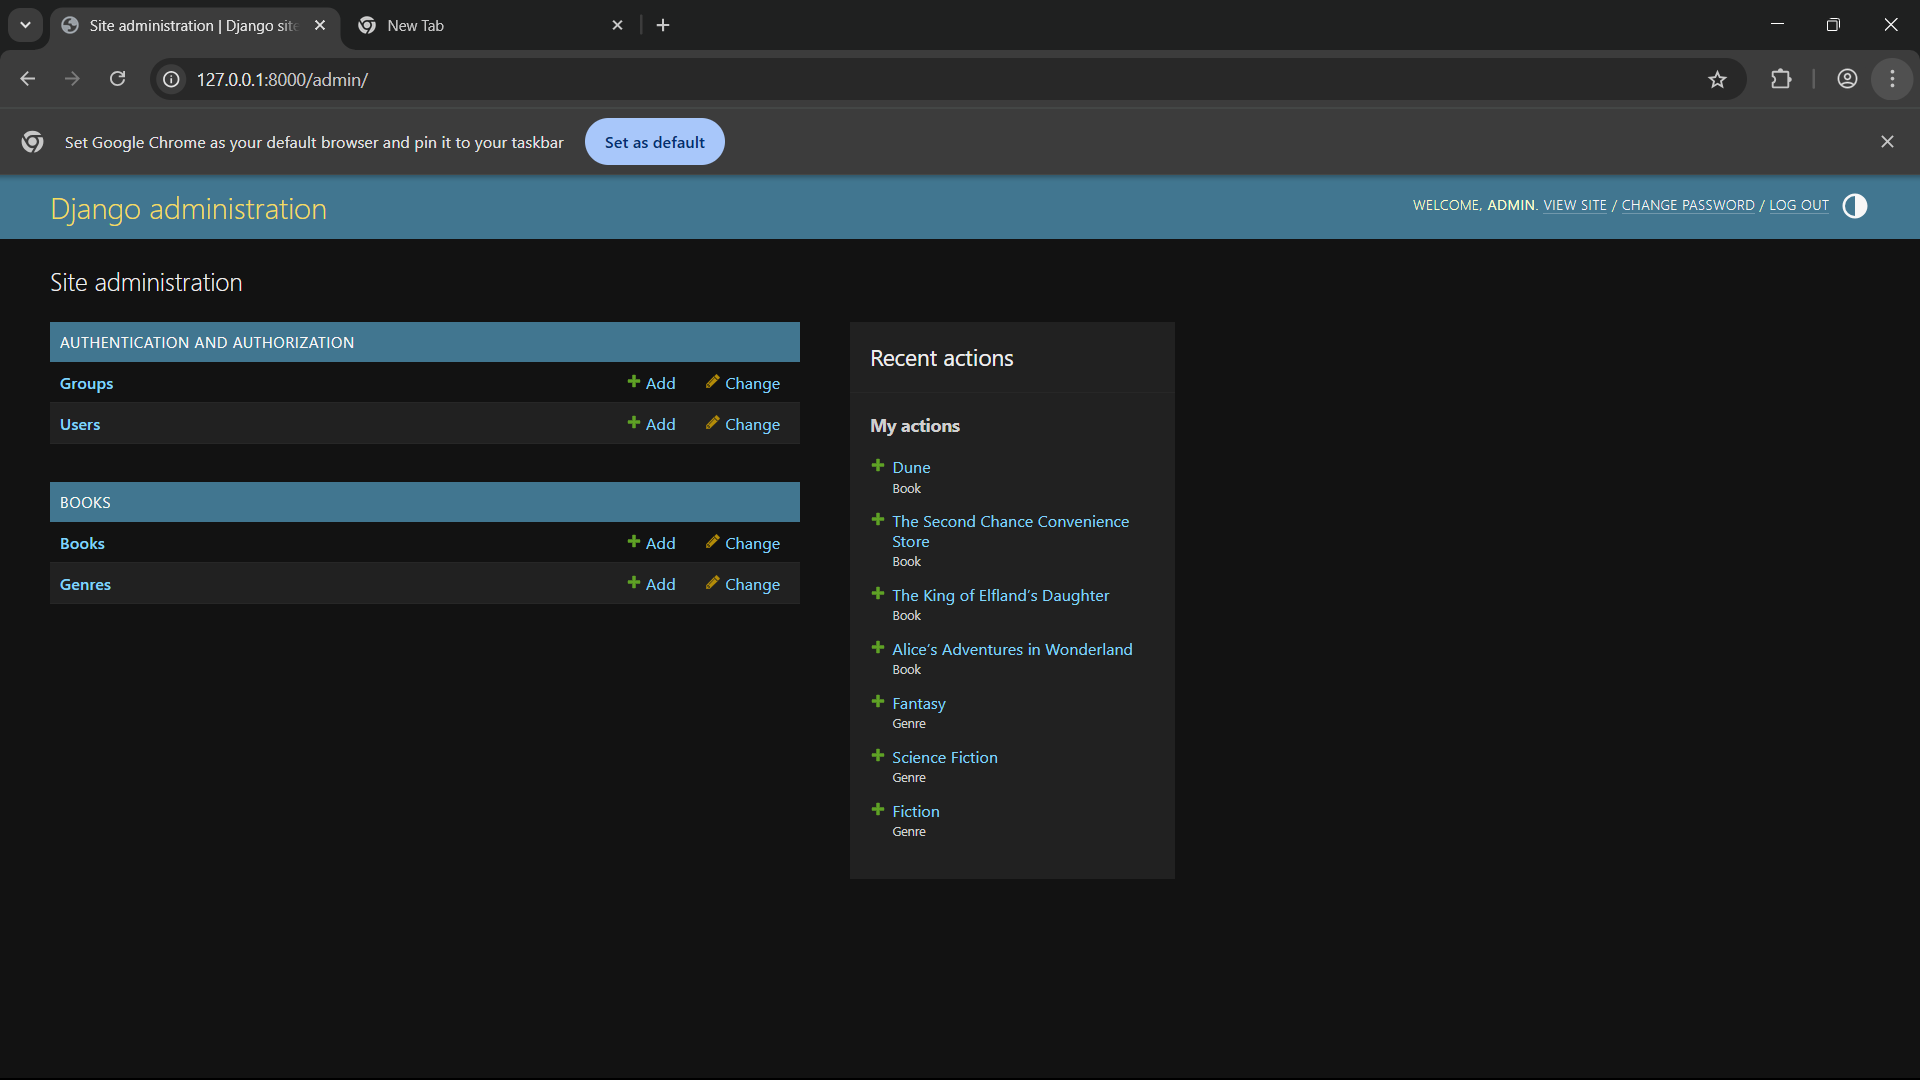 Site administration | Django site
New Tab
127.0.0.1:8000/admin/
Set Google Chrome as your default browser and pin it to your taskbar
Set as default
Django administration
WELCOME, ADMIN. VIEW SITE / CHANGE PASSWORD / LOG OUT
Site administration
AUTHENTICATION AND AUTHORIZATION
Groups Add Change
Users Add Change
BOOKS
Books Add Change
Genres Add Change
Recent actions
My actions
Dune
Book
The Second Chance Convenience
Store
Book
The King of Elfland's Daughter
Book
Alice's Adventures in Wonderland
Book
Fantasy
Genre
Science Fiction
Genre
Fiction
Genre